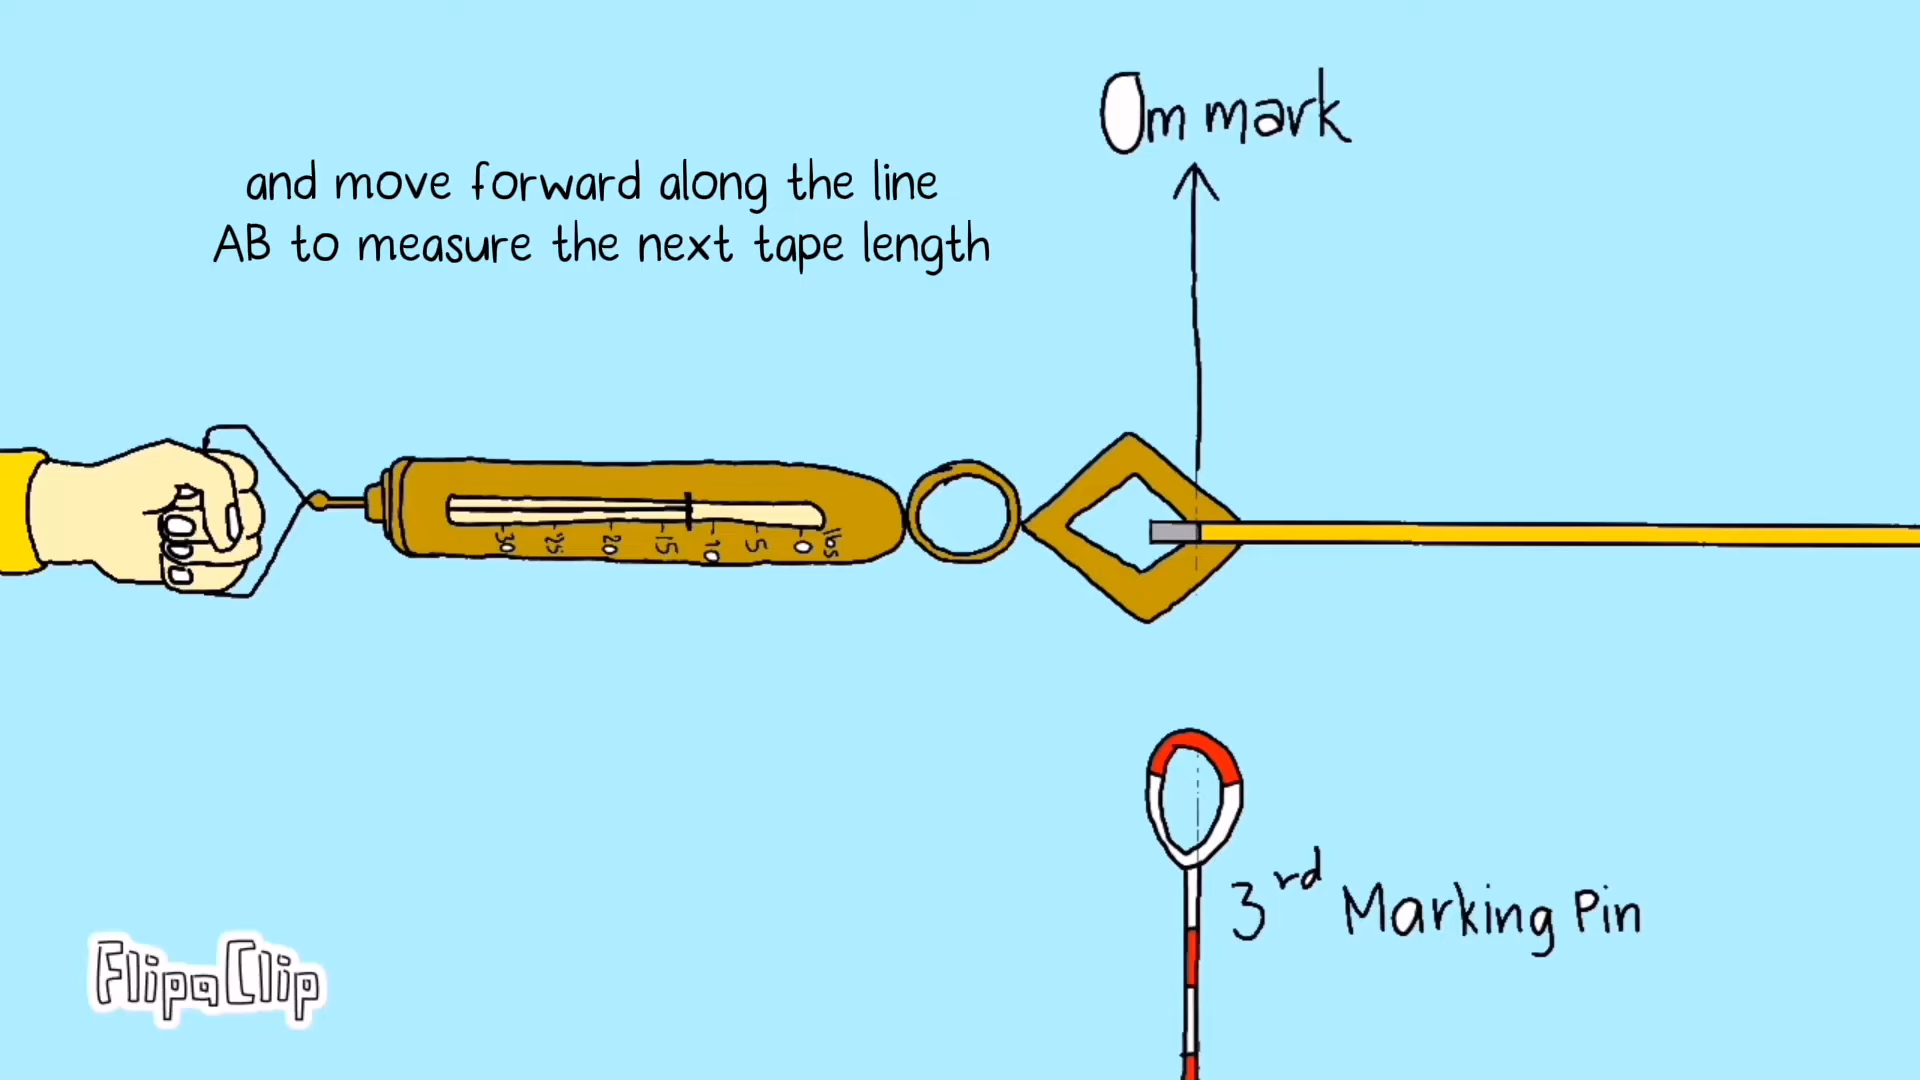 0m mark
and move forward along the line
AB to measure the next tape length
30 25 20 15 10 5 0 lbs
3rd Marking Pin
FlipaClip